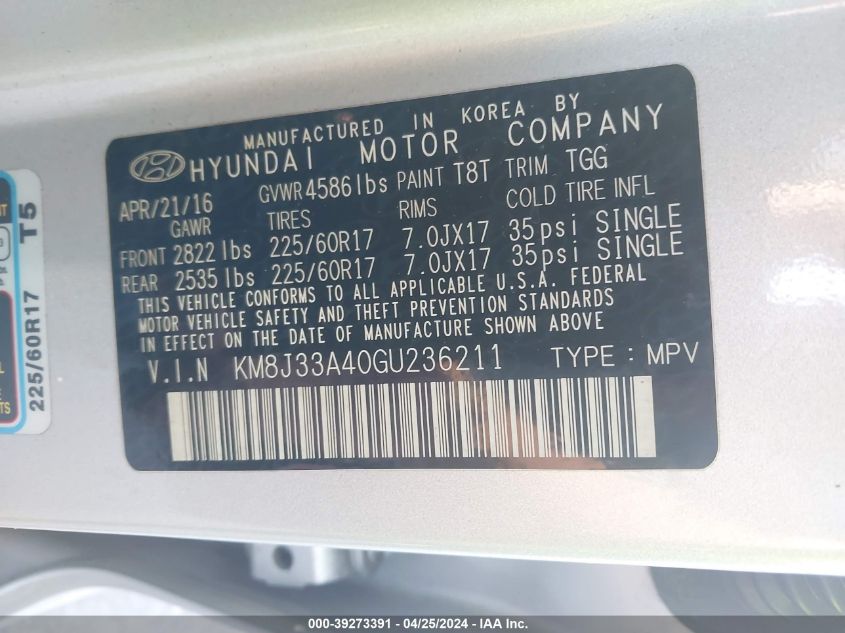 MANUFACTURED IN KOREA BY
HYUNDAI MOTOR COMPANY
APR/21/16 GVWR 4586 lbs PAINT T8T TRIM TGG
GAWR TIRES RIMS COLD TIRE INFL
FRONT 2822 lbs 225/60R17 7.0JX17 35psi SINGLE
REAR 2535 lbs 225/60R17 7.0JX17 35psi SINGLE
THIS VEHICLE CONFORMS TO ALL APPLICABLE U.S.A. FEDERAL
MOTOR VEHICLE SAFETY AND THEFT PREVENTION STANDARDS
IN EFFECT ON THE DATE OF MANUFACTURE SHOWN ABOVE
V.I.N KM8J33A40GU236211 TYPE : MPV
225/60R17 T5
000-39273391 - 04/25/2024 - IAA Inc.